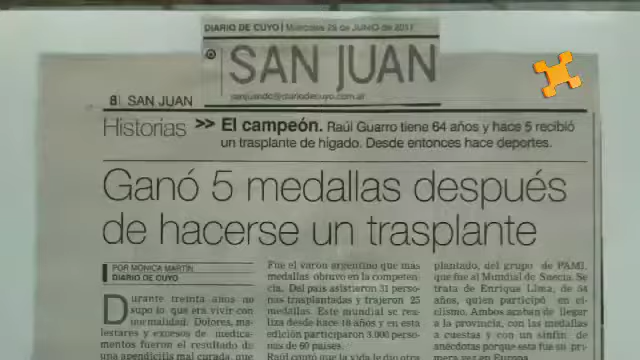 DIARIO DE CUYO | Miércoles 29 de JUNIO de 2011
SAN JUAN
sanjuandc@diariodecuyo.com.ar
8| SAN JUAN
Historias >> El campeón. Raúl Guarro tiene 64 años y hace 5 recibió
un trasplante de hígado. Desde entonces hace deportes.
Ganó 5 medallas después
de hacerse un trasplante
POR MÓNICA MARTÍN
DIARIO DE CUYO
Durante treinta años no
supo lo que era vivir con
una malidad. Dolores, ma-
lestares y excesos de medica-
mentos fueron el resultado de
una apendicitis mal curada, que
Fue el varón argentino que más
medallas obtuvo en la competen-
cia. Del país asistieron 31 perso-
nas trasplantadas y trajeron 25
medallas. Este mundial se rea-
liza desde hace 18 años y en esta
edición participaron 3.000 perso-
nas de 60 países.
Raúl contó que la vida le dio otra
plantado, del grupo de PAMI,
que fue al Mundial de Suecia. Se
trata de Enrique Lima, de 54
años, quien participó en ci-
clismo. Ambos acaban de llegar
a la provincia, con las medallas
a cuestas y con un sinfín de
anécdotas porque esta fue su pri-
mera vez en Europa.